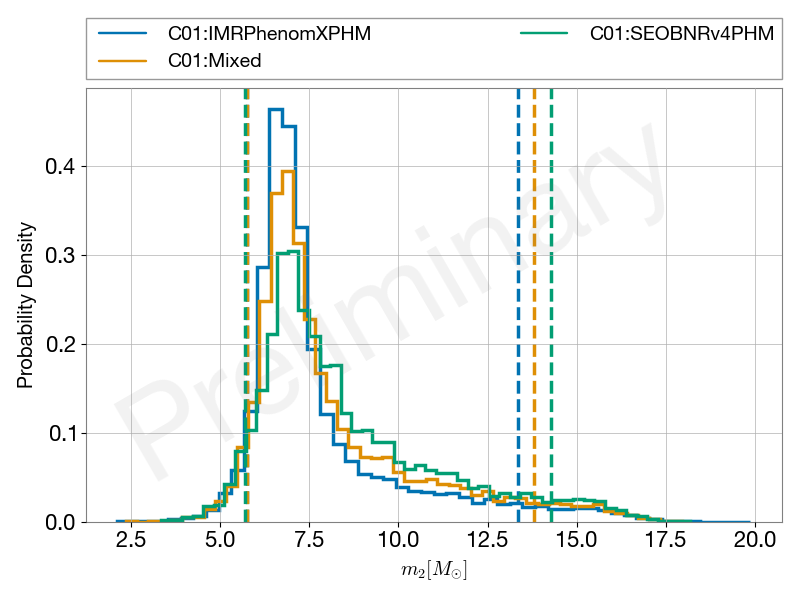 C01:IMRPhenomXPHM
C01:SEOBNRv4PHM
C01:Mixed
Preliminary
Probability Density
0.4
0.3
0.2
0.1
0.0
2.5 5.0 7.5 10.0 12.5 15.0 17.5 20.0
m₂[M☉]